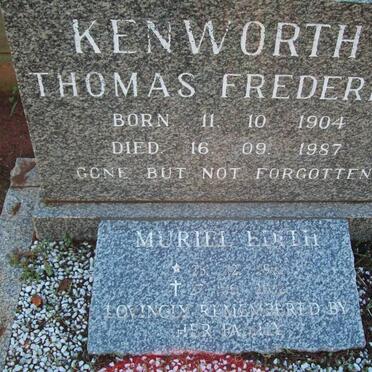 KENWORTH
THOMAS FREDERI
BORN 11. 10 1904
DIED 16 09 1987
GONE BUT NOT FORGOTTEN
MURIEL EDITH
LOVINGLY REMEMBERED BY
HER FAMILY